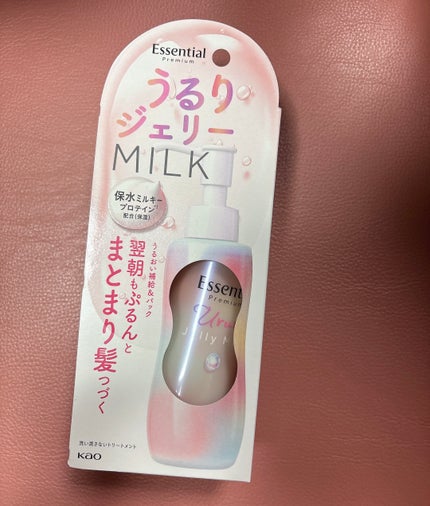 Essential
Premium
うるり
ジェリー
MILK
保水ミルキー
プロテイン
配合(保湿)
うるおい補給&パック
翌朝もぷるんと
まとまり髪つづく
Essenti
Premium
Jelly M
洗い流さないトリートメント
Kao